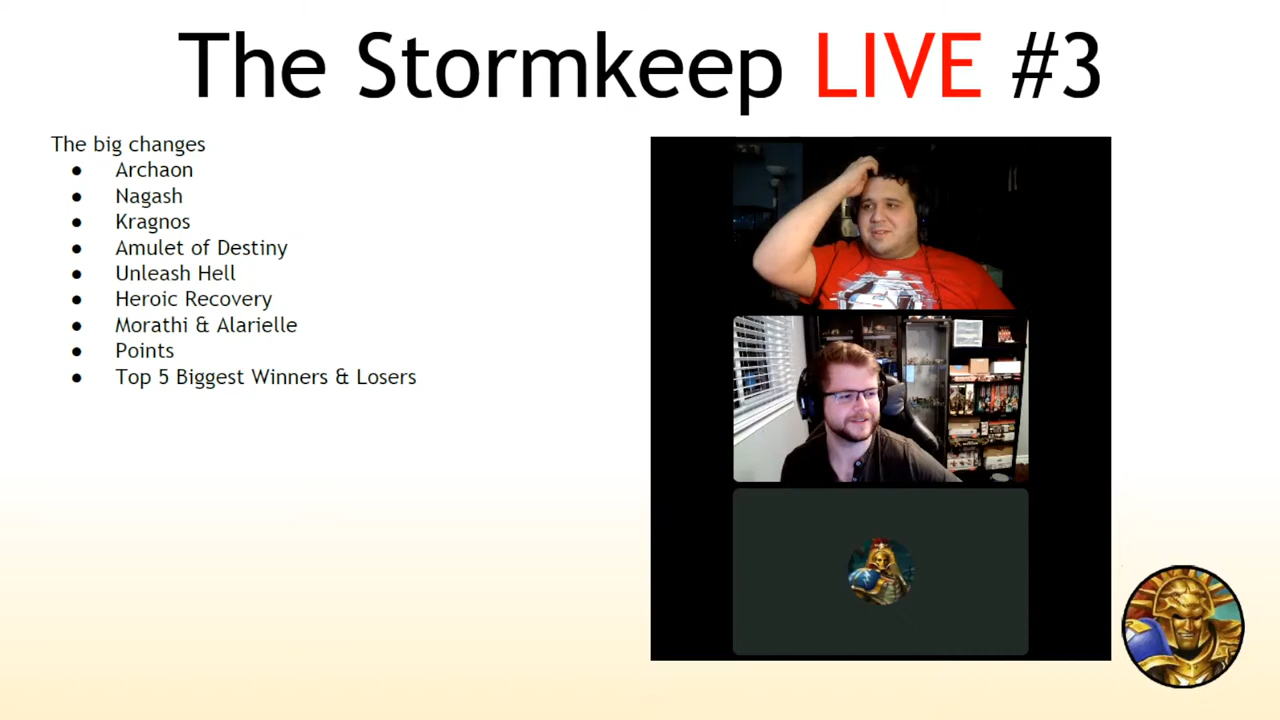 The Stormkeep LIVE #3
The big changes
● Archaon
● Nagash
● Kragnos
● Amulet of Destiny
● Unleash Hell
● Heroic Recovery
● Morathi & Alarielle
● Points
● Top 5 Biggest Winners & Losers